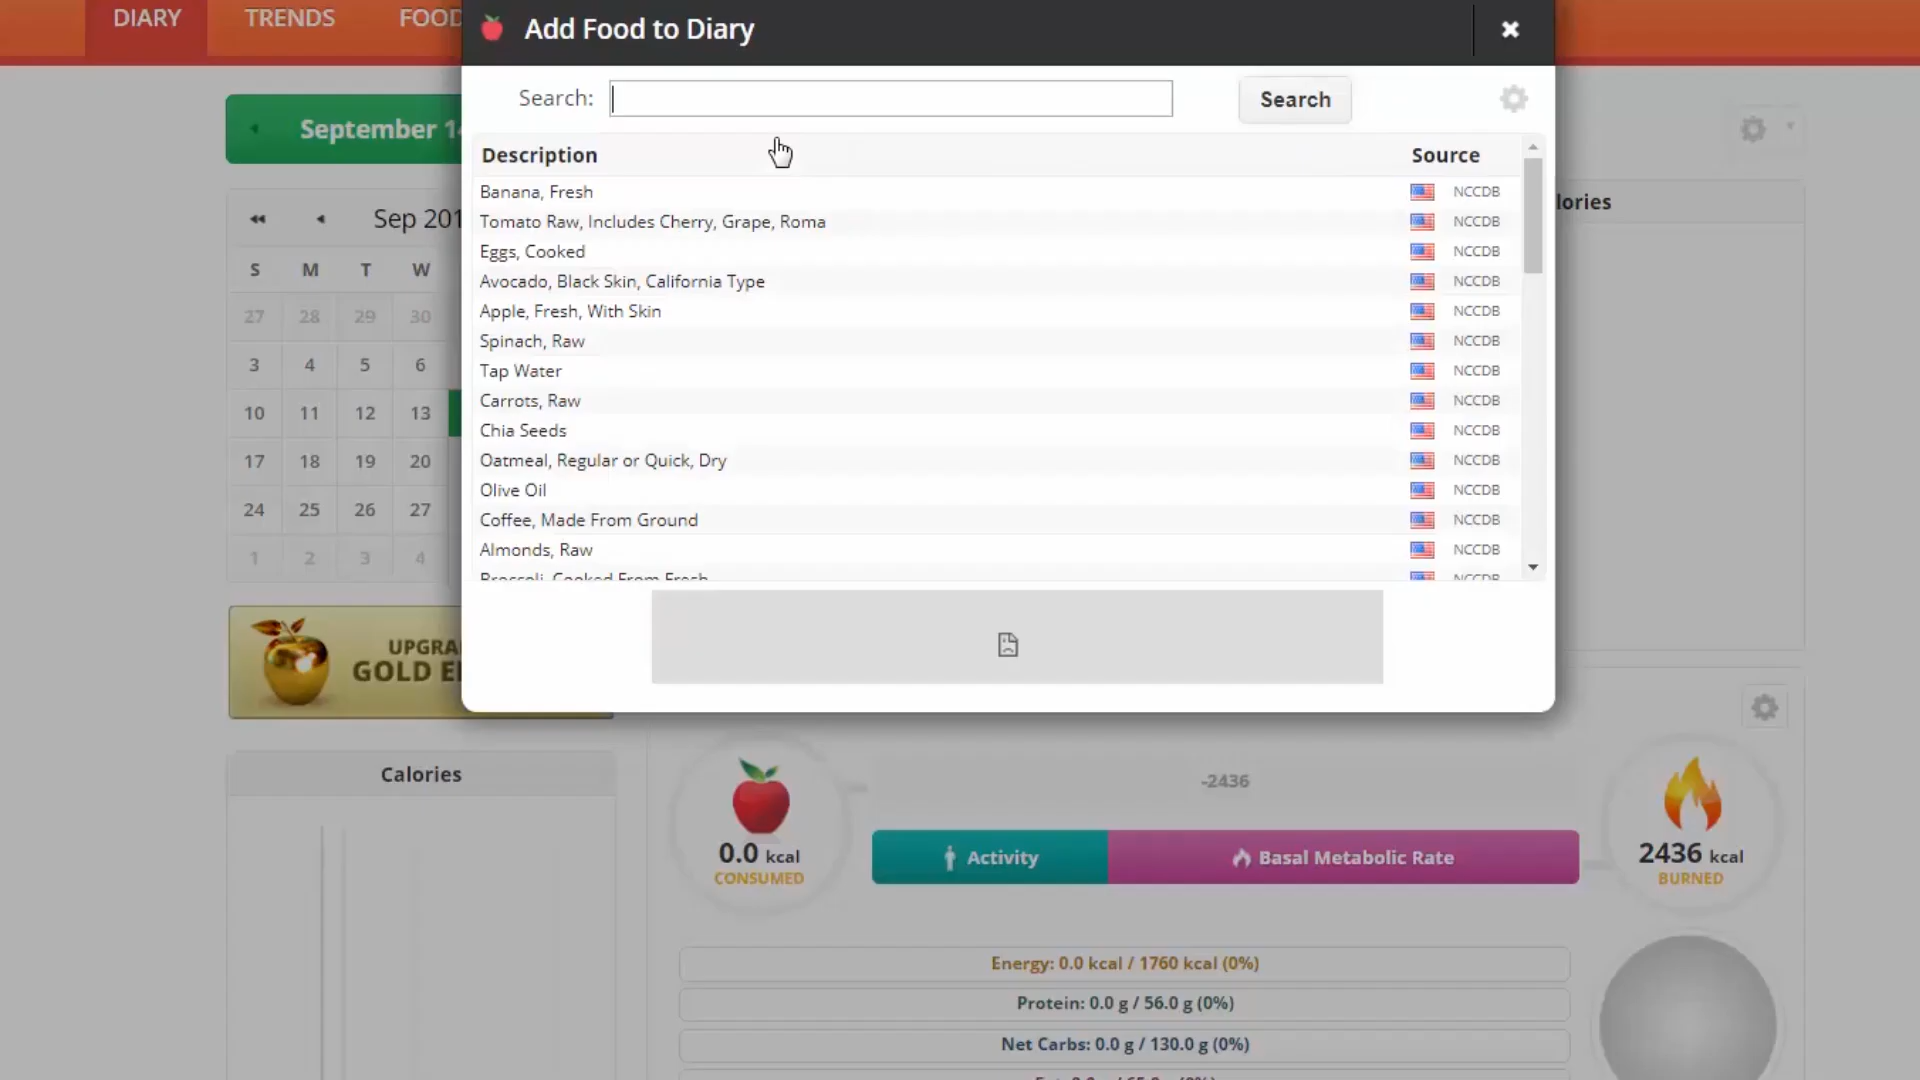 DIARY
TRENDS
FOOD
Add Food to Diary
Search:
Search
September 14
Description
Source
Banana, Fresh
NCCDB
Tomato Raw, Includes Cherry, Grape, Roma
NCCDB
Eggs, Cooked
NCCDB
Avocado, Black Skin, California Type
NCCDB
Apple, Fresh, With Skin
NCCDB
Spinach, Raw
NCCDB
Tap Water
NCCDB
Carrots, Raw
NCCDB
Chia Seeds
NCCDB
Oatmeal, Regular or Quick, Dry
NCCDB
Olive Oil
NCCDB
Coffee, Made From Ground
NCCDB
Almonds, Raw
NCCDB
Broccoli, Cooked From Fresh
NCCDB
lories
Sep 201
S M T W
27 28 29 30
3 4 5 6
10 11 12 13
17 18 19 20
24 25 26 27
1 2 3 4
UPGRA
GOLD E
Calories
0.0 kcal
CONSUMED
-2436
Activity
Basal Metabolic Rate
2436 kcal
BURNED
Energy: 0.0 kcal / 1760 kcal (0%)
Protein: 0.0 g / 56.0 g (0%)
Net Carbs: 0.0 g / 130.0 g (0%)